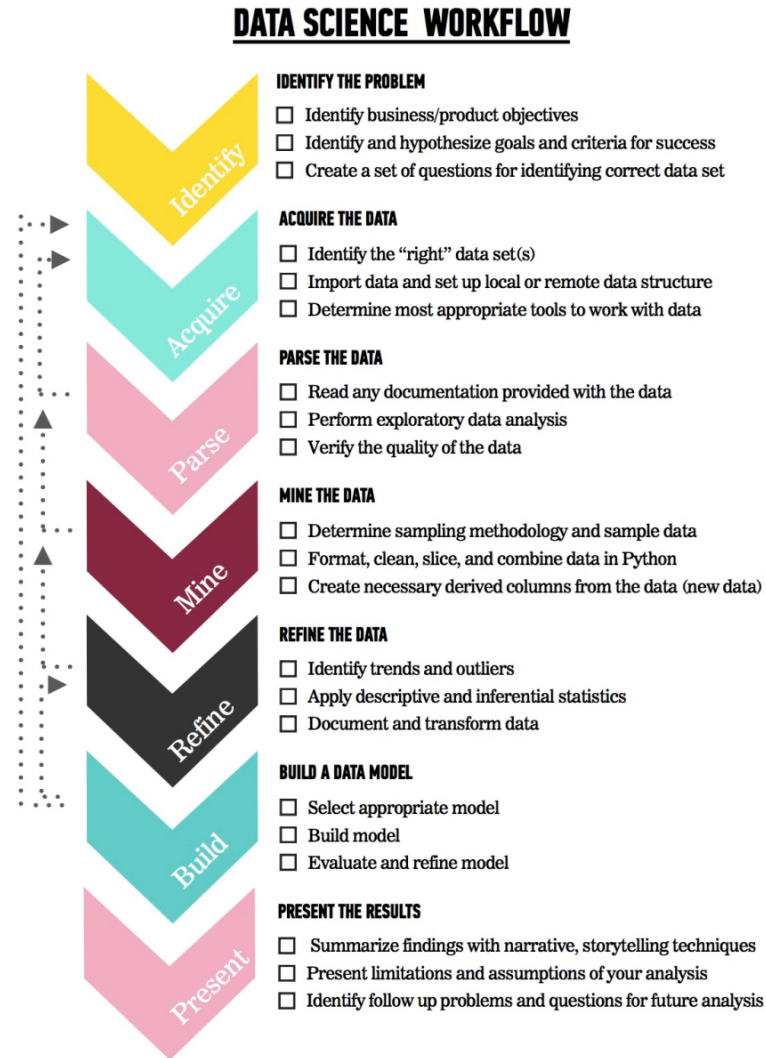 DATA SCIENCE WORKFLOW
IDENTIFY THE PROBLEM
Identify business/product objectives
Identify and hypothesize goals and criteria for success
Create a set of questions for identifying correct data set
Identify
ACQUIRE THE DATA
Identify the “right” data set(s)
Import data and set up local or remote data structure
Determine most appropriate tools to work with data
Acquire
PARSE THE DATA
Read any documentation provided with the data
Perform exploratory data analysis
Verify the quality of the data
Parse
MINE THE DATA
Determine sampling methodology and sample data
Format, clean, slice, and combine data in Python
Create necessary derived columns from the data (new data)
Mine
REFINE THE DATA
Identify trends and outliers
Apply descriptive and inferential statistics
Document and transform data
Refine
BUILD A DATA MODEL
Select appropriate model
Build model
Evaluate and refine model
Build
PRESENT THE RESULTS
Summarize findings with narrative, storytelling techniques
Present limitations and assumptions of your analysis
Identify follow up problems and questions for future analysis
Present